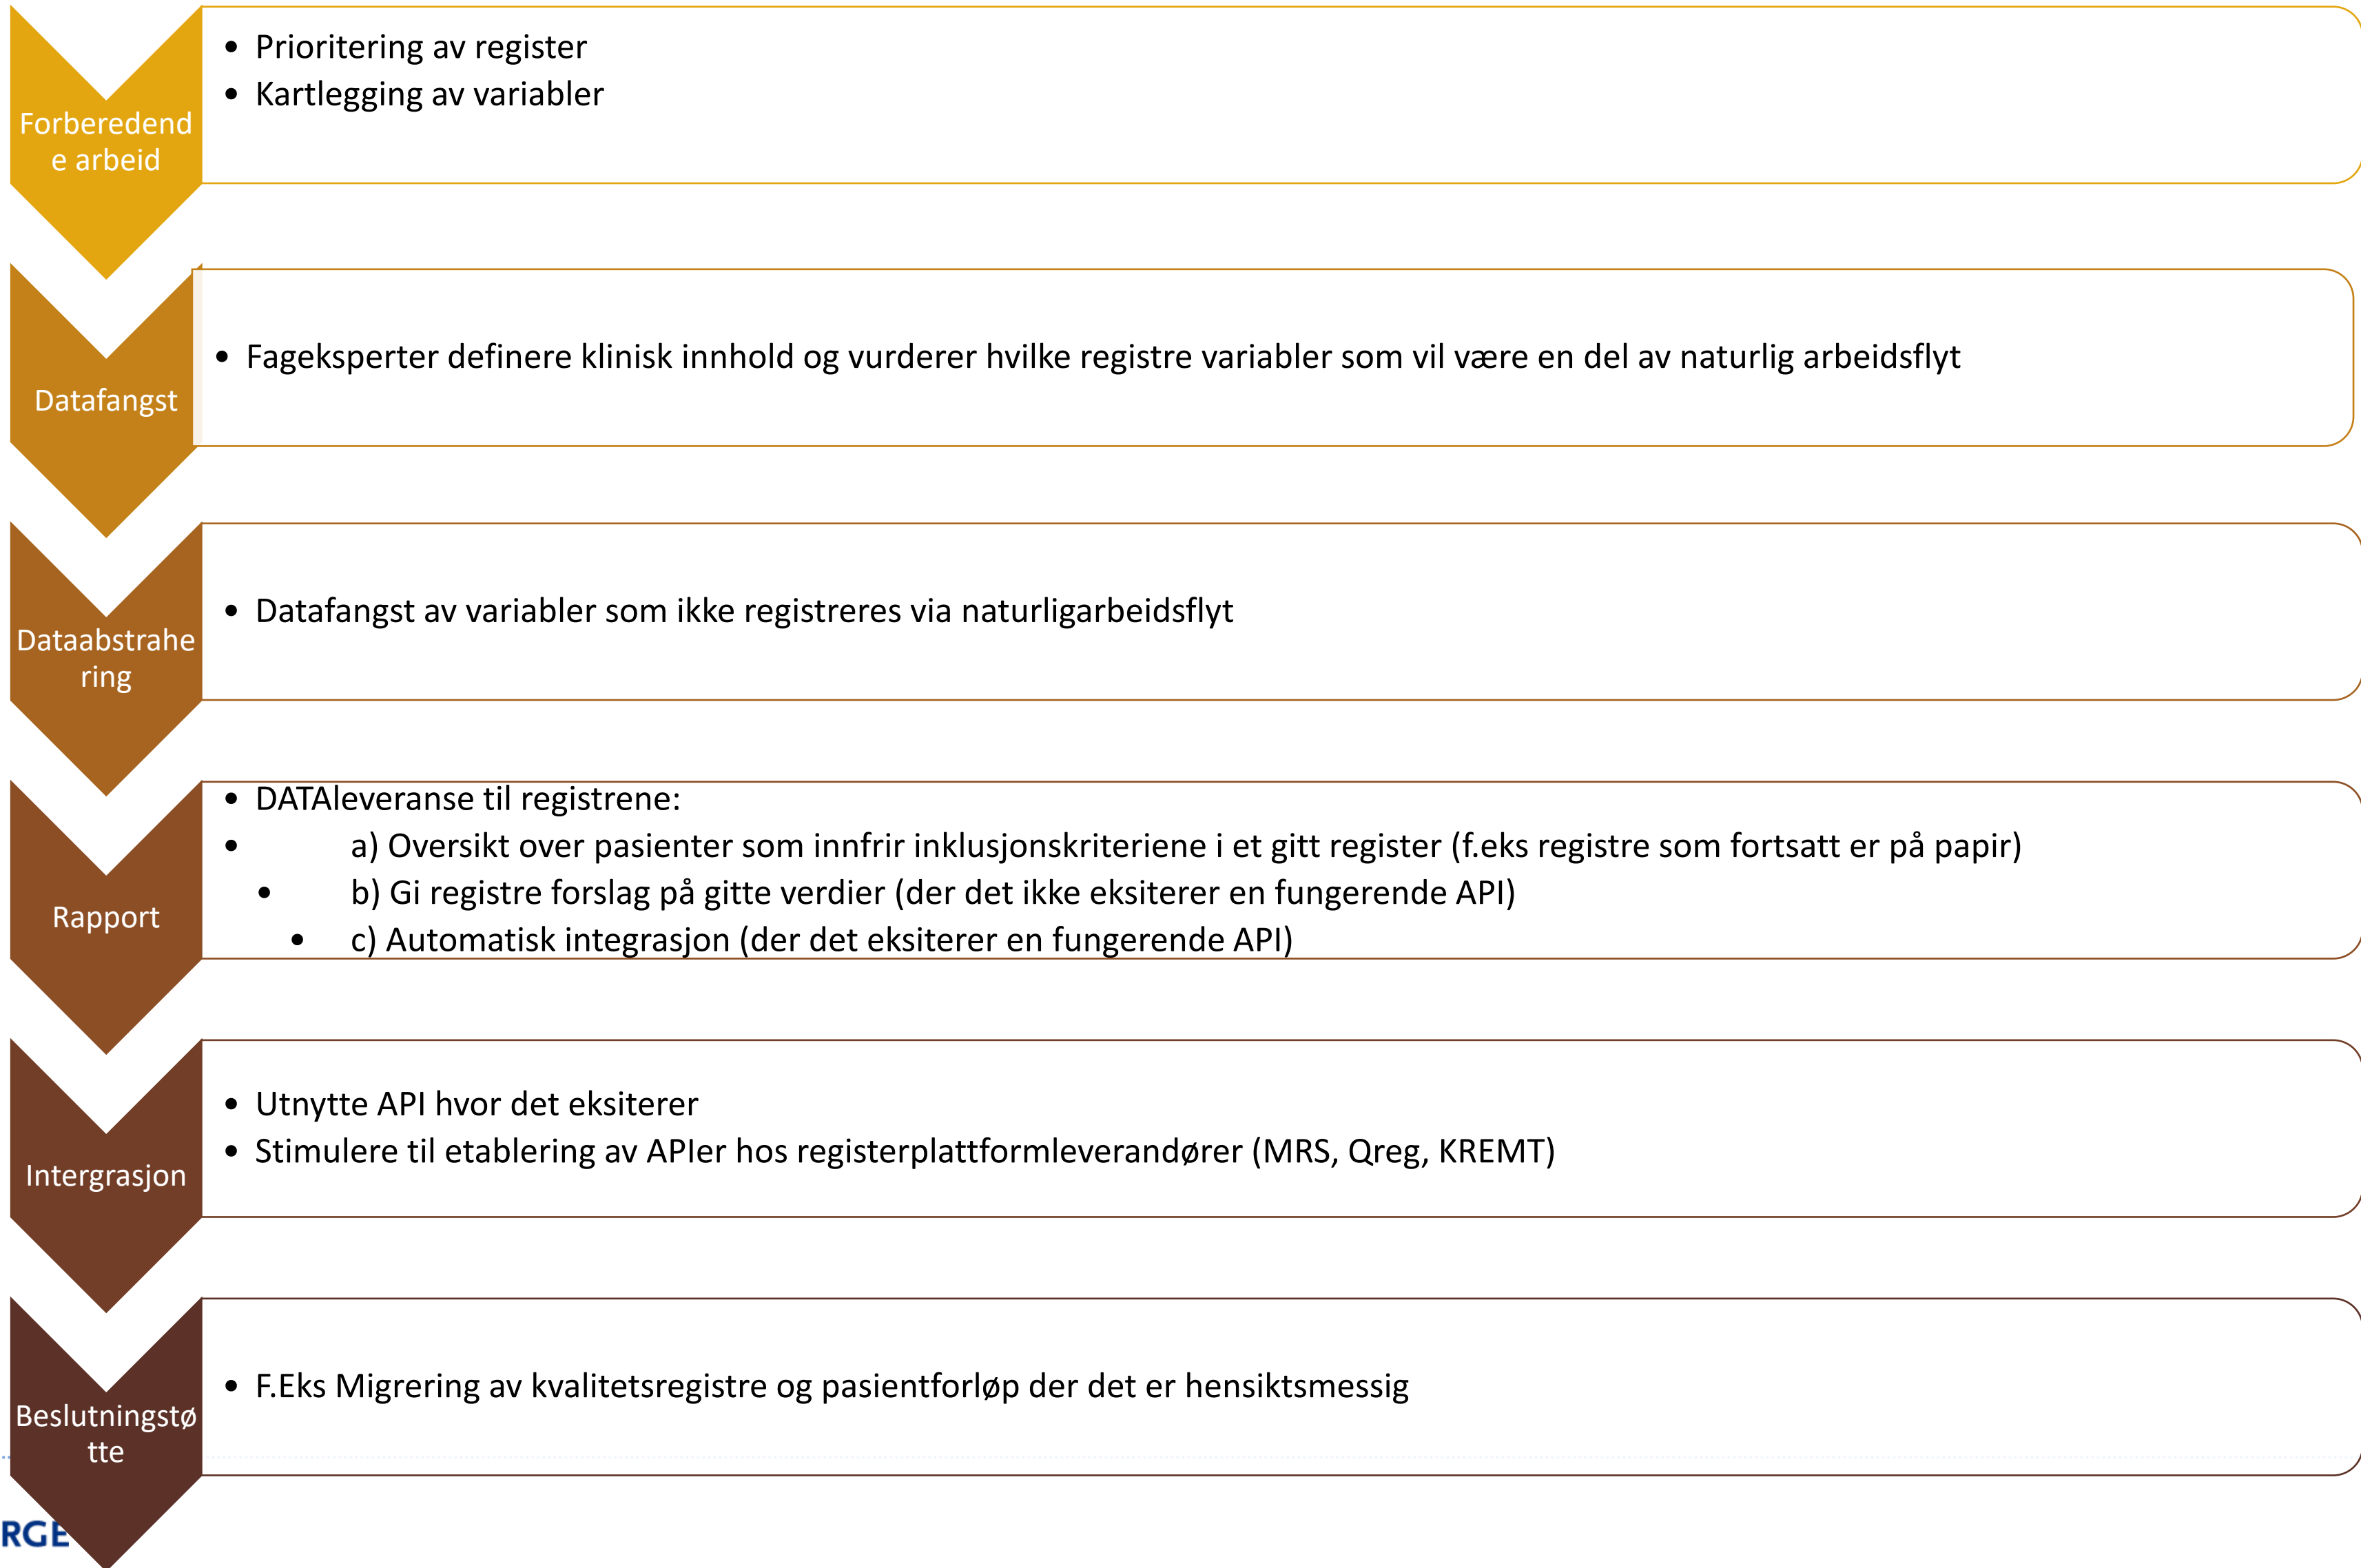 Forberedend
e arbeid
• Prioritering av register
• Kartlegging av variabler
Datafangst
• Fageksperter definere klinisk innhold og vurderer hvilke registre variabler som vil være en del av naturlig arbeidsflyt
Dataabstrahe
ring
• Datafangst av variabler som ikke registreres via naturligarbeidsflyt
Rapport
• DATAleveranse til registrene:
• a) Oversikt over pasienter som innfrir inklusjonskriteriene i et gitt register (f.eks registre som fortsatt er på papir)
• b) Gi registre forslag på gitte verdier (der det ikke eksiterer en fungerende API)
• c) Automatisk integrasjon (der det eksiterer en fungerende API)
Intergrasjon
• Utnytte API hvor det eksiterer
• Stimulere til etablering av APIer hos registerplattformleverandører (MRS, Qreg, KREMT)
Beslutningstø
tte
• F.Eks Migrering av kvalitetsregistre og pasientforløp der det er hensiktsmessig
RGE